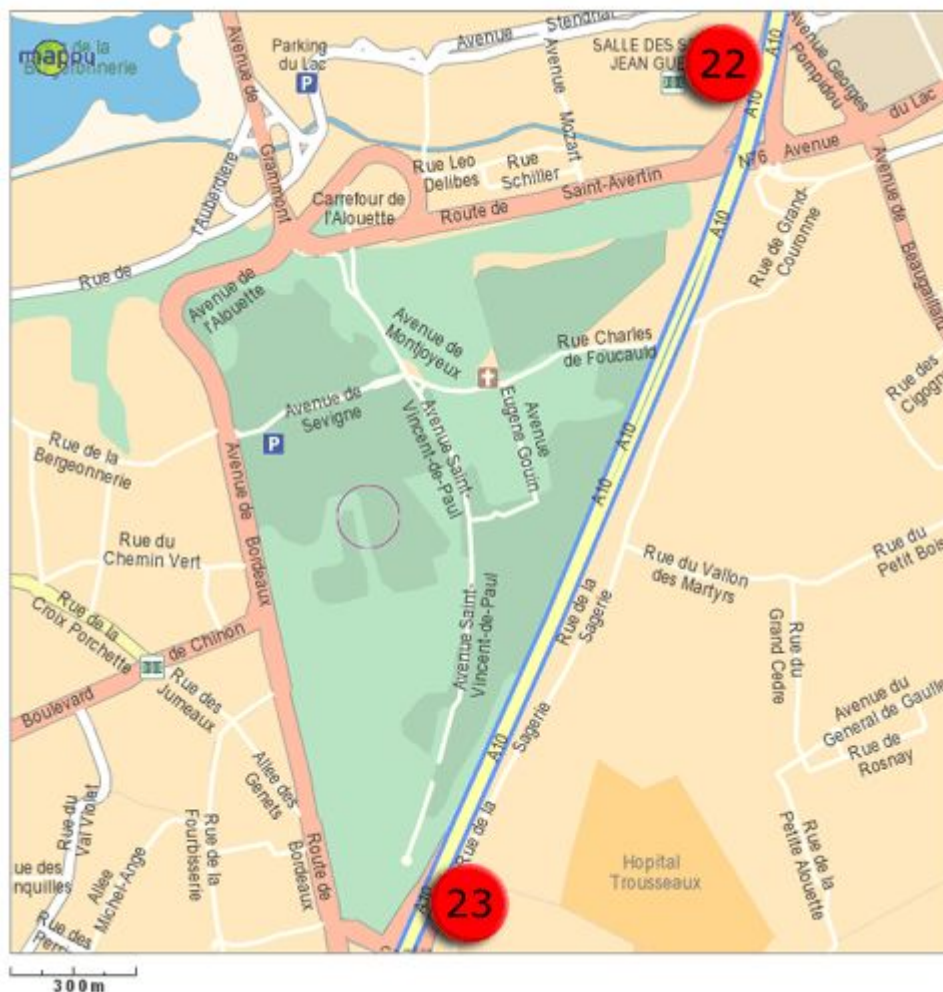 Avenue de
Grammont
Parking
du Lac
P
Avenue Stendhal
Avenue Mozart
SALLE DES
JEAN
22
A10
Avenue Georges
Pompidou
du Lac
Avenue
N76
mappy
de la
l'Auberdiere
Rue de
Carrefour de
l'Alouette
Rue Leo
Delibes
Rue
Schiller
Route de Saint-Avertin
A10
A10
Rue de Grand-
Couronne
Avenue de
Beaugaillard
Avenue de
l'Alouette
Avenue de
Montjoyeux
Rue Charles
de Foucauld
Rue des
Avenue de
Sevigne
P
Avenue Saint-
Vincent-de-Paul
Avenue
Eugene Gouin
A10
A10
Rue de la
Bergeonnerie
Avenue de
Bordeaux
Rue du
Chemin Vert
Rue du Vallon
des Martyrs
Rue du
Petit Bois
Rue de la
Croix Porchette
Boulevard de Chinon
Rue des
Jumeaux
Avenue Saint-
Vincent-de-Paul
Rue de la
Sagerie
Rue du
Grand Cedre
Avenue du
General de Gaulle
Rue de
Rosnay
A10
Sagerie
Rue de la
Allee des
Genets
Rue du
Val Violet
Rue de la
Fourbisserie
Allee
Michel-Ange
Route de
Bordeaux
Rue de la
Petite Alouette
Hopital
Trousseaux
ue des
nquilles
Rue des
A10
23
300m